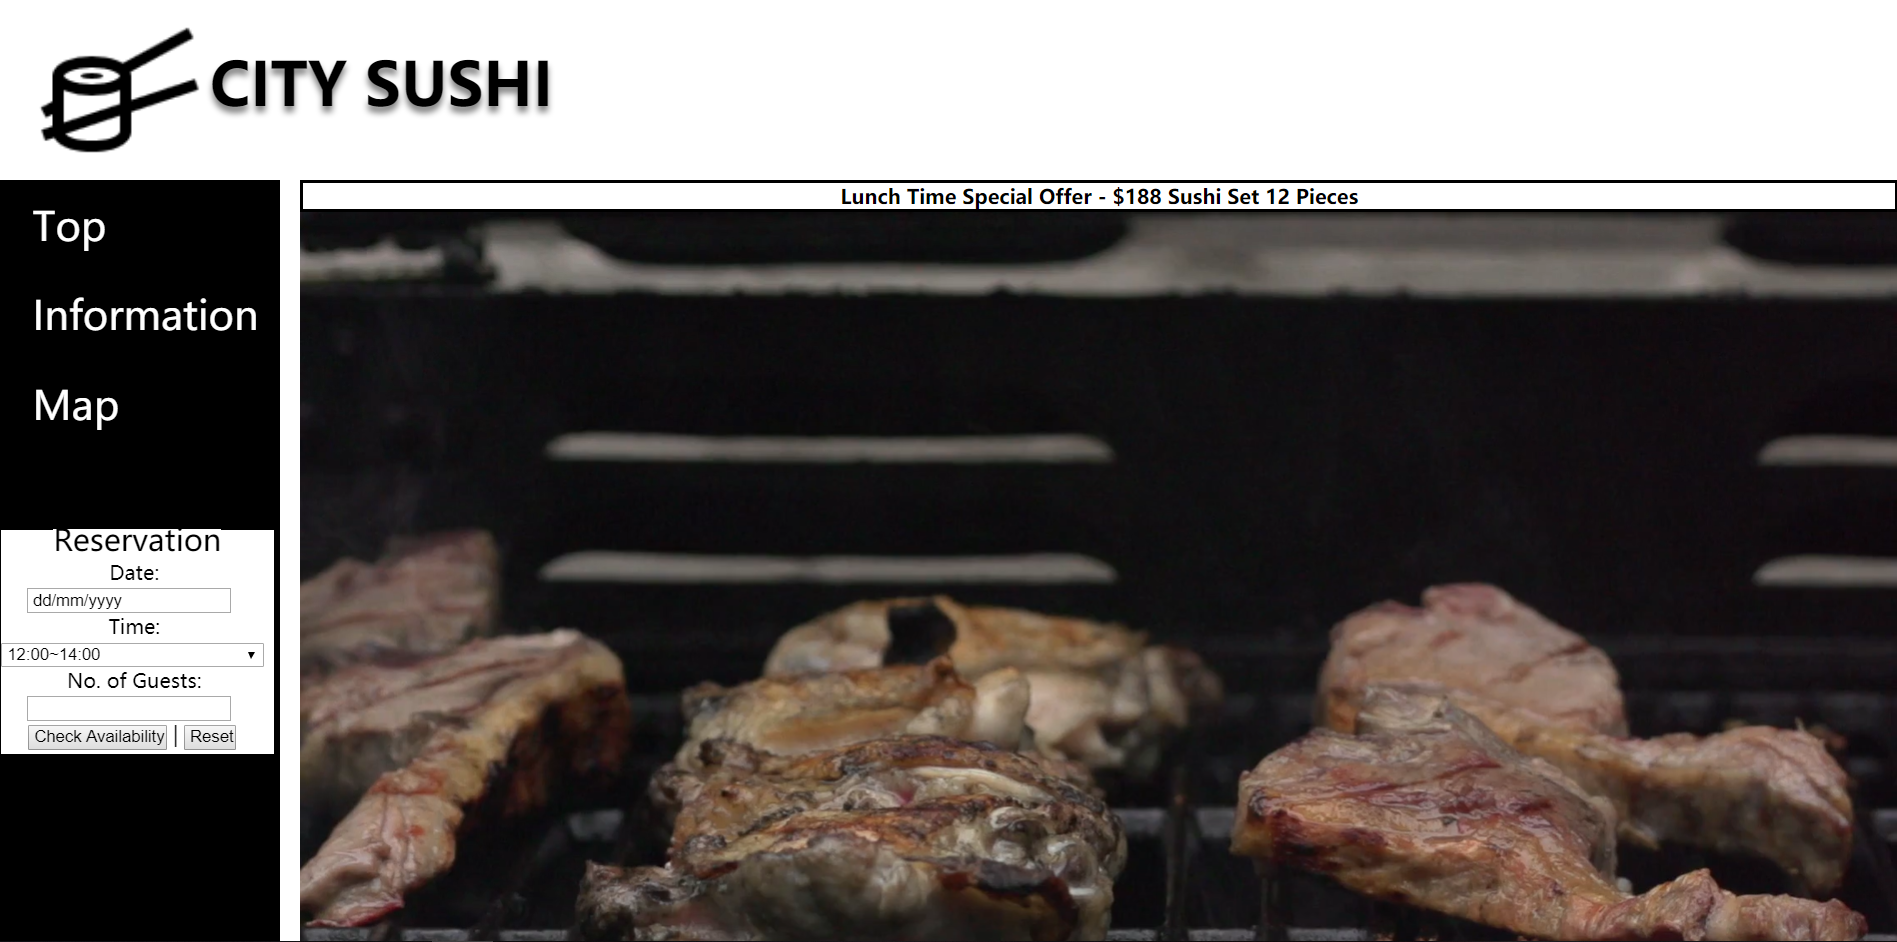 CITY SUSHI
Lunch Time Special Offer - $188 Sushi Set 12 Pieces
Top
Information
Map
Reservation
Date:
dd/mm/yyyy
Time:
12:00~14:00
No. of Guests:
Check Availability | Reset